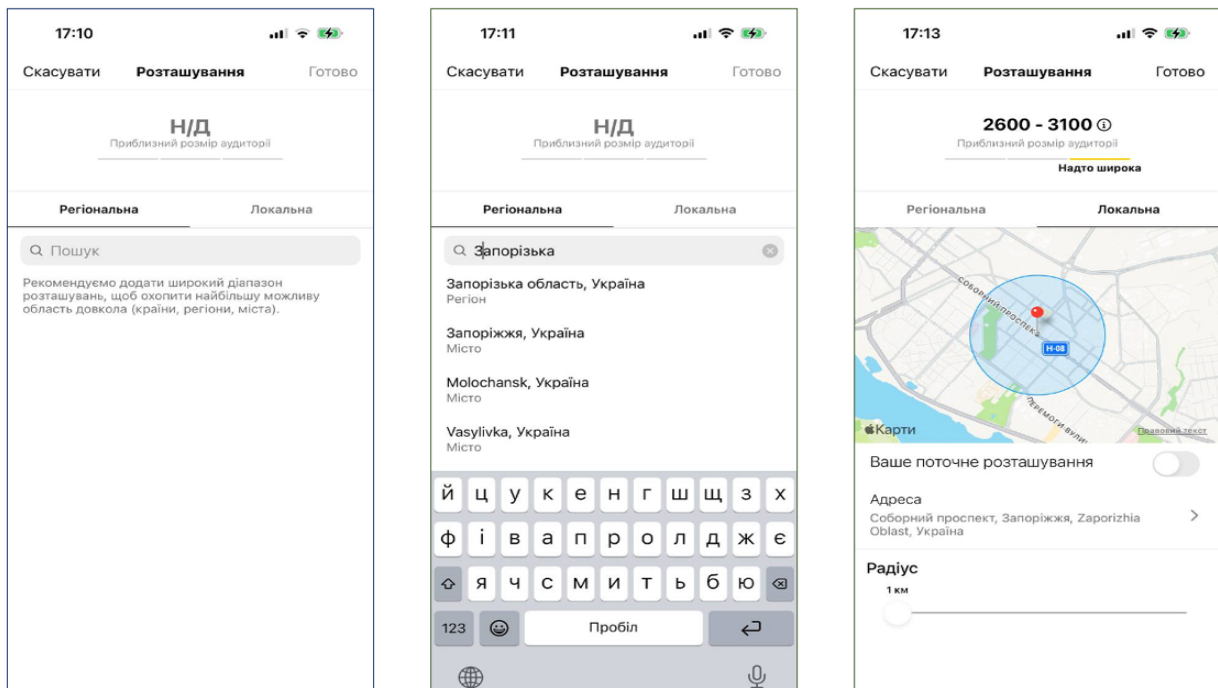 17:10
Скасувати Розташування Готово
Н/Д
Приблизний розмір аудиторії
Регіональна Локальна
Пошук
Рекомендуємо додати широкий діапазон
розташувань, щоб охопити найбільшу можливу
область довкола (країни, регіони, міста).
17:11
Скасувати Розташування Готово
Н/Д
Приблизний розмір аудиторії
Регіональна Локальна
Запорізька
Запорізька область, Україна
Регіон
Запоріжжя, Україна
Місто
Molochansk, Україна
Місто
Vasylivka, Україна
Місто
й ц у к е н г ш щ з х
ф і в а п р о л д ж є
я ч с м и т ь б ю
123 Пробіл
17:13
Скасувати Розташування Готово
2600 - 3100
Приблизний розмір аудиторії
Надто широка
Регіональна Локальна
СОБОРНИЙ ПРОСПЕКТ
Н-08
ПЕРЕМОГИ ВУЛИ
Карти
Правовий текст
Ваше поточне розташування
Адреса
Соборний проспект, Запоріжжя, Zaporizhia
Oblast, Україна
Радіус
1 км